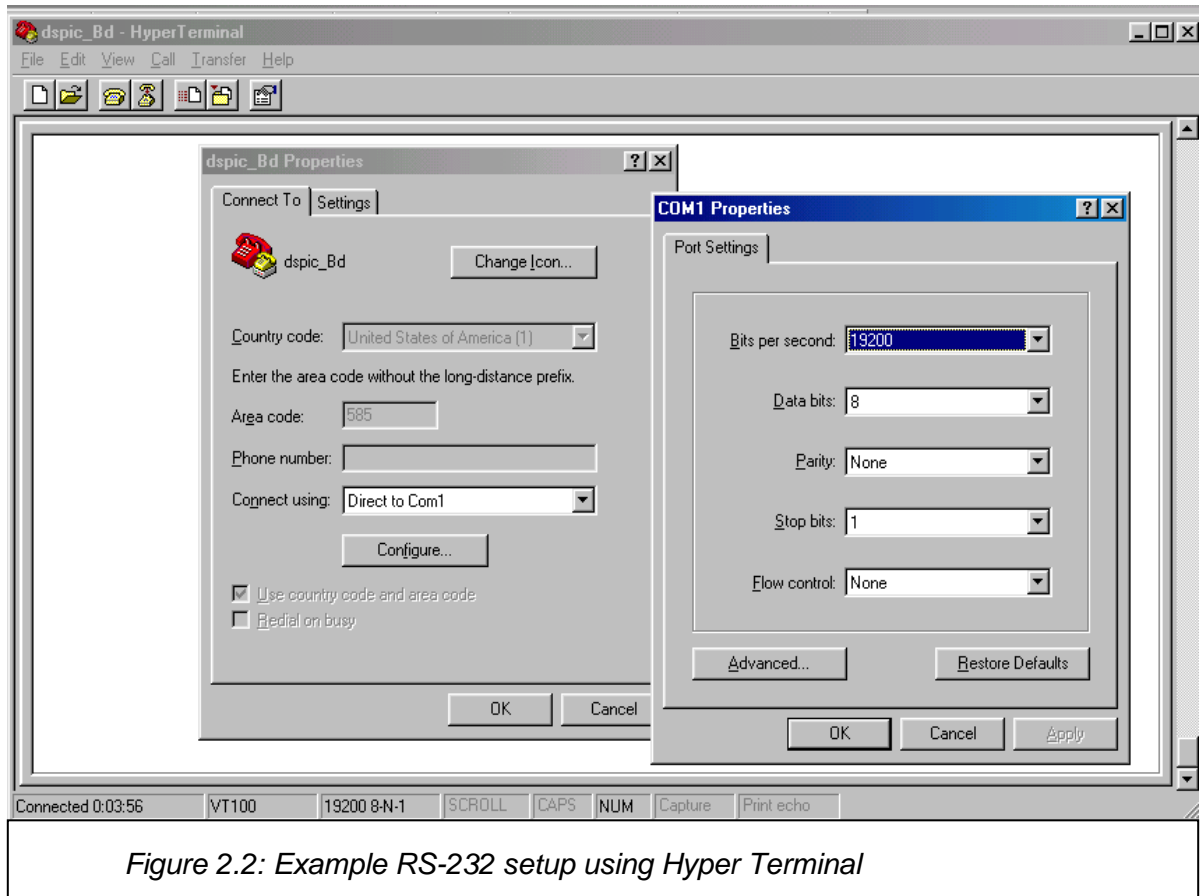 dspic_Bd - HyperTerminal
File Edit View Call Transfer Help
dspic_Bd Properties
Connect To Settings
dspic_Bd
Change Icon...
Country code: United States of America (1)
Enter the area code without the long-distance prefix.
Area code: 585
Phone number:
Connect using: Direct to Com1
Configure...
Use country code and area code
Redial on busy
OK Cancel
COM1 Properties
Port Settings
Bits per second: 19200
Data bits: 8
Parity: None
Stop bits: 1
Flow control: None
Advanced... Restore Defaults
OK Cancel Apply
Connected 0:03:56 VT100 19200 8-N-1 SCROLL CAPS NUM Capture Print echo
Figure 2.2: Example RS-232 setup using Hyper Terminal